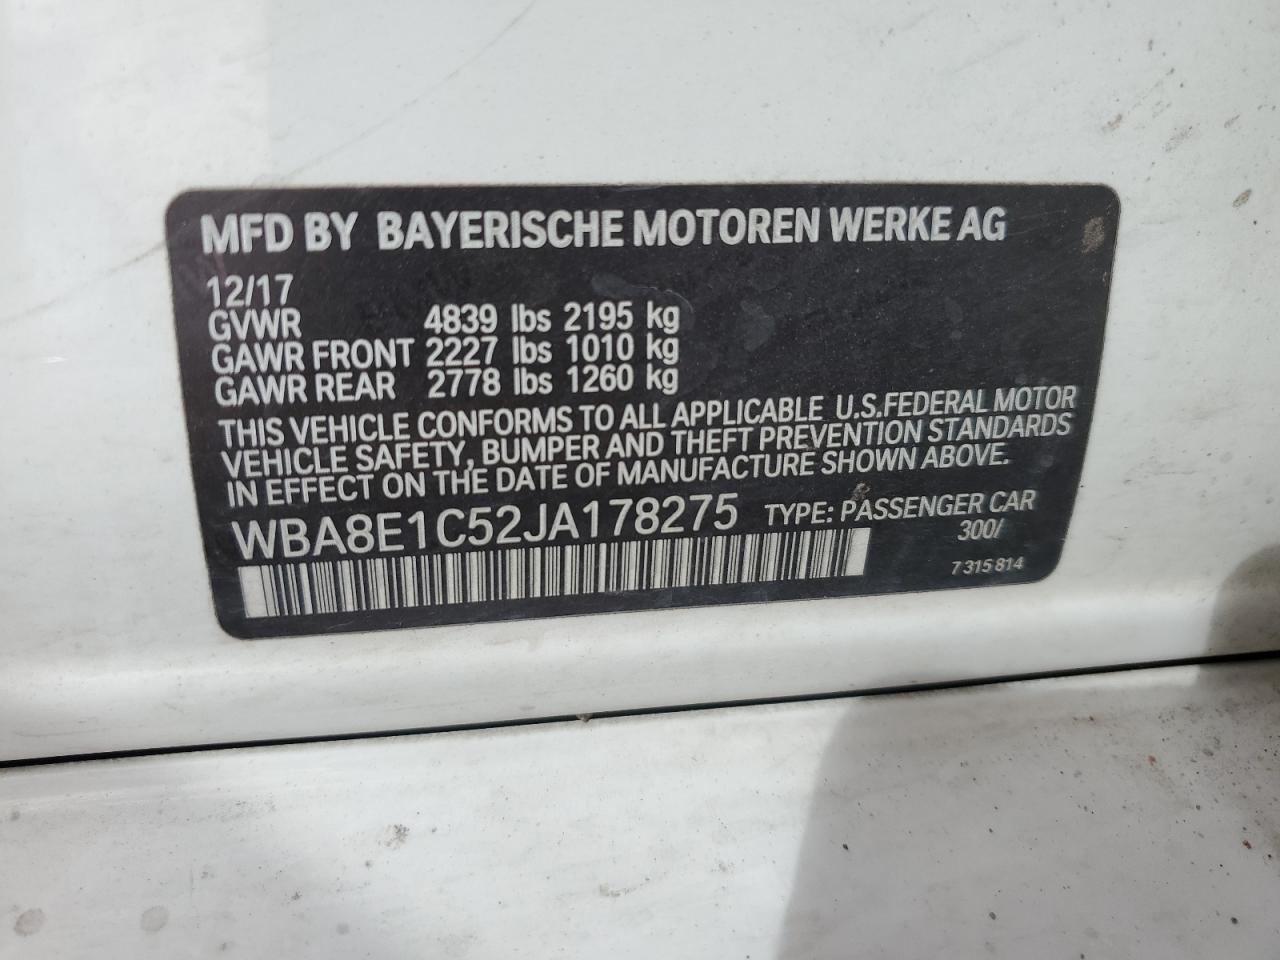 MFD BY BAYERISCHE MOTOREN WERKE AG
12/17
GVWR 4839 lbs 2195 kg
GAWR FRONT 2227 lbs 1010 kg
GAWR REAR 2778 lbs 1260 kg
THIS VEHICLE CONFORMS TO ALL APPLICABLE U.S.FEDERAL MOTOR
VEHICLE SAFETY, BUMPER AND THEFT PREVENTION STANDARDS
IN EFFECT ON THE DATE OF MANUFACTURE SHOWN ABOVE.
WBA8E1C52JA178275 TYPE: PASSENGER CAR
300/
7 315 814